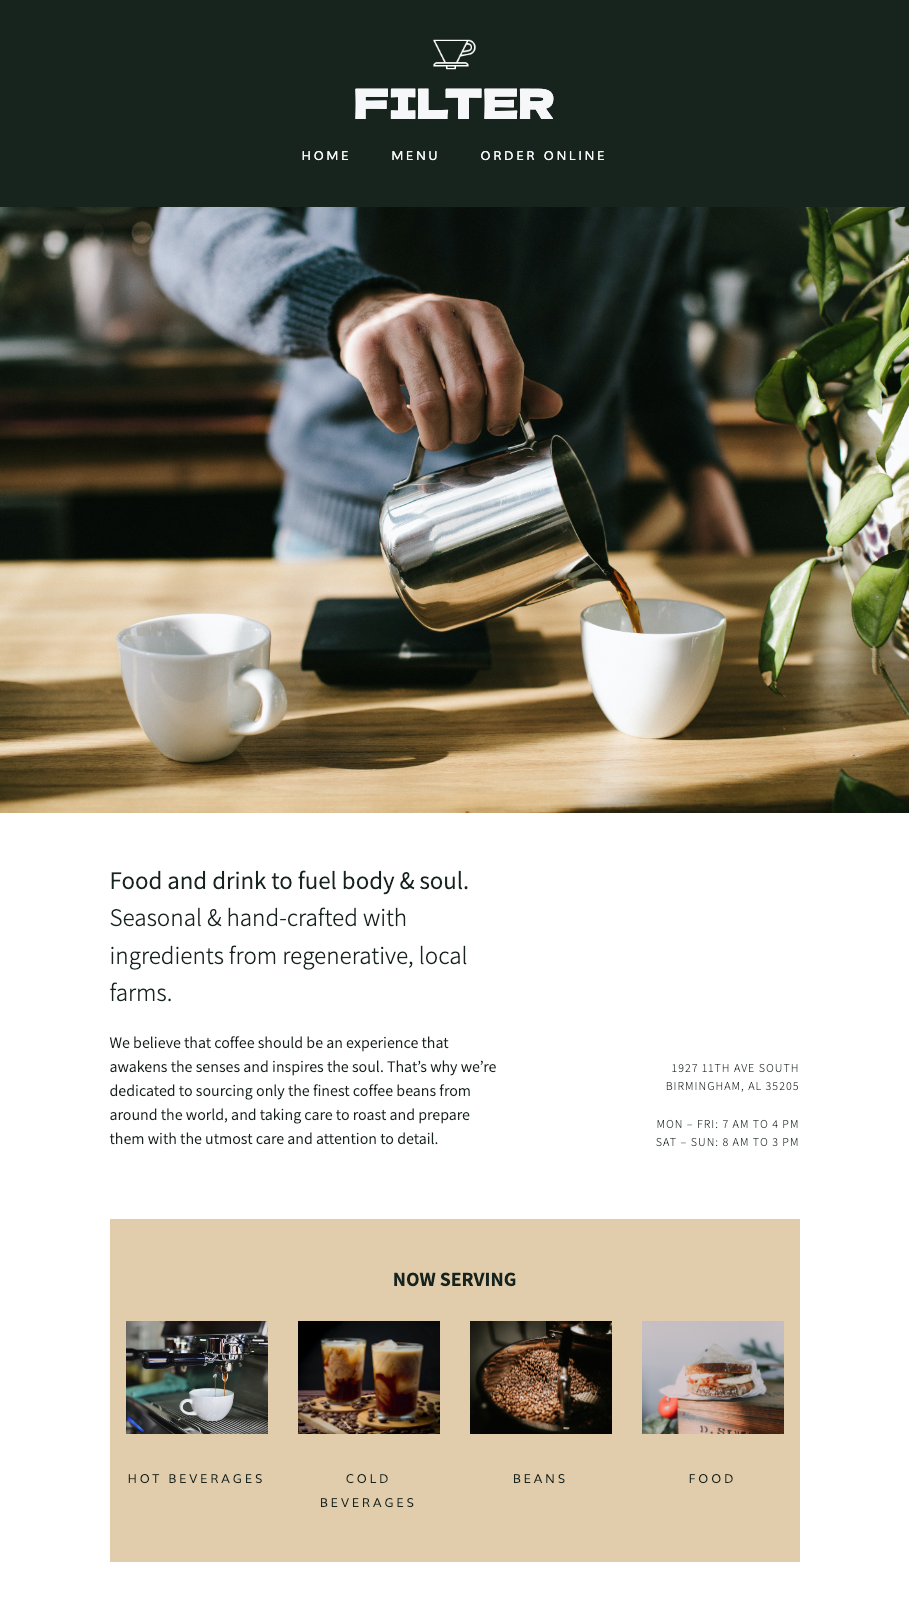 FILTER
HOME MENU ORDER ONLINE
Food and drink to fuel body & soul.
Seasonal & hand-crafted with
ingredients from regenerative, local
farms.
We believe that coffee should be an experience that
awakens the senses and inspires the soul. That’s why we’re
dedicated to sourcing only the finest coffee beans from
around the world, and taking care to roast and prepare
them with the utmost care and attention to detail.
1927 11TH AVE SOUTH
BIRMINGHAM, AL 35205
MON – FRI: 7 AM TO 4 PM
SAT – SUN: 8 AM TO 3 PM
NOW SERVING
HOT BEVERAGES
COLD
BEVERAGES
BEANS
FOOD